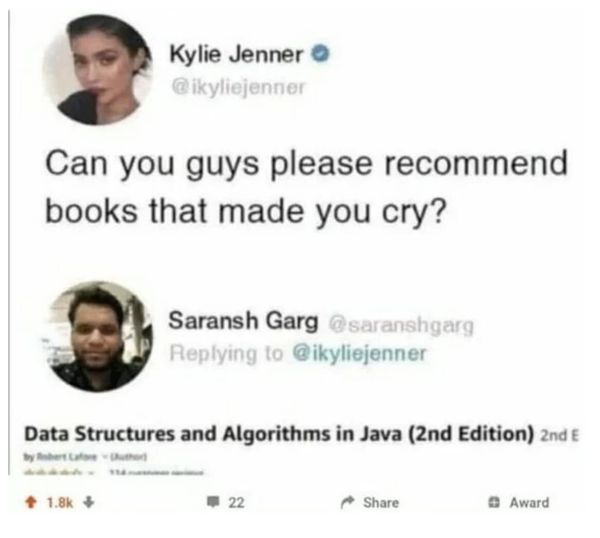 Kylie Jenner
@ikyliejenner
Can you guys please recommend
books that made you cry?
Saransh Garg @saranshgarg
Replying to @ikyliejenner
Data Structures and Algorithms in Java (2nd Edition) 2nd E
by Robert Lafore (Author)
1.8k 22 Share Award